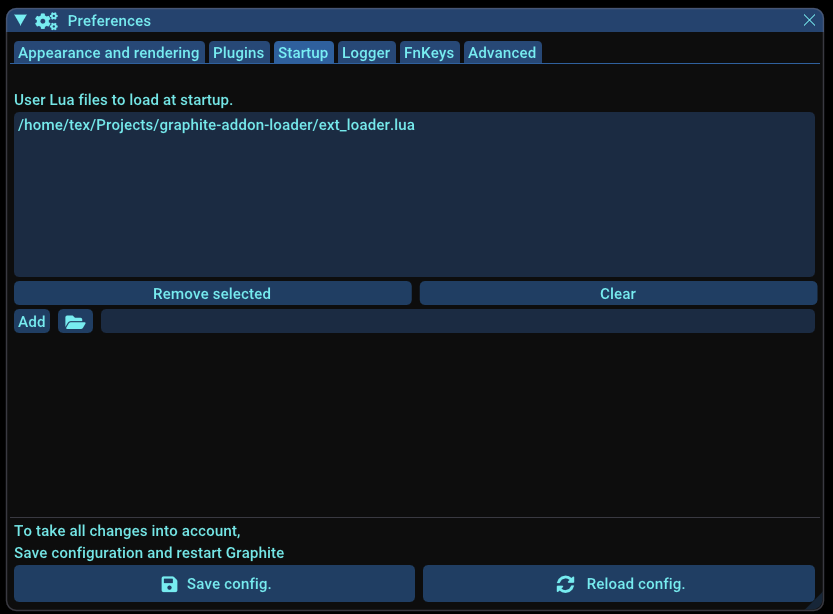 Preferences
Appearance and rendering Plugins Startup Logger FnKeys Advanced
User Lua files to load at startup.
/home/tex/Projects/graphite-addon-loader/ext_loader.lua
Remove selected Clear
Add
To take all changes into account,
Save configuration and restart Graphite
Save config. Reload config.